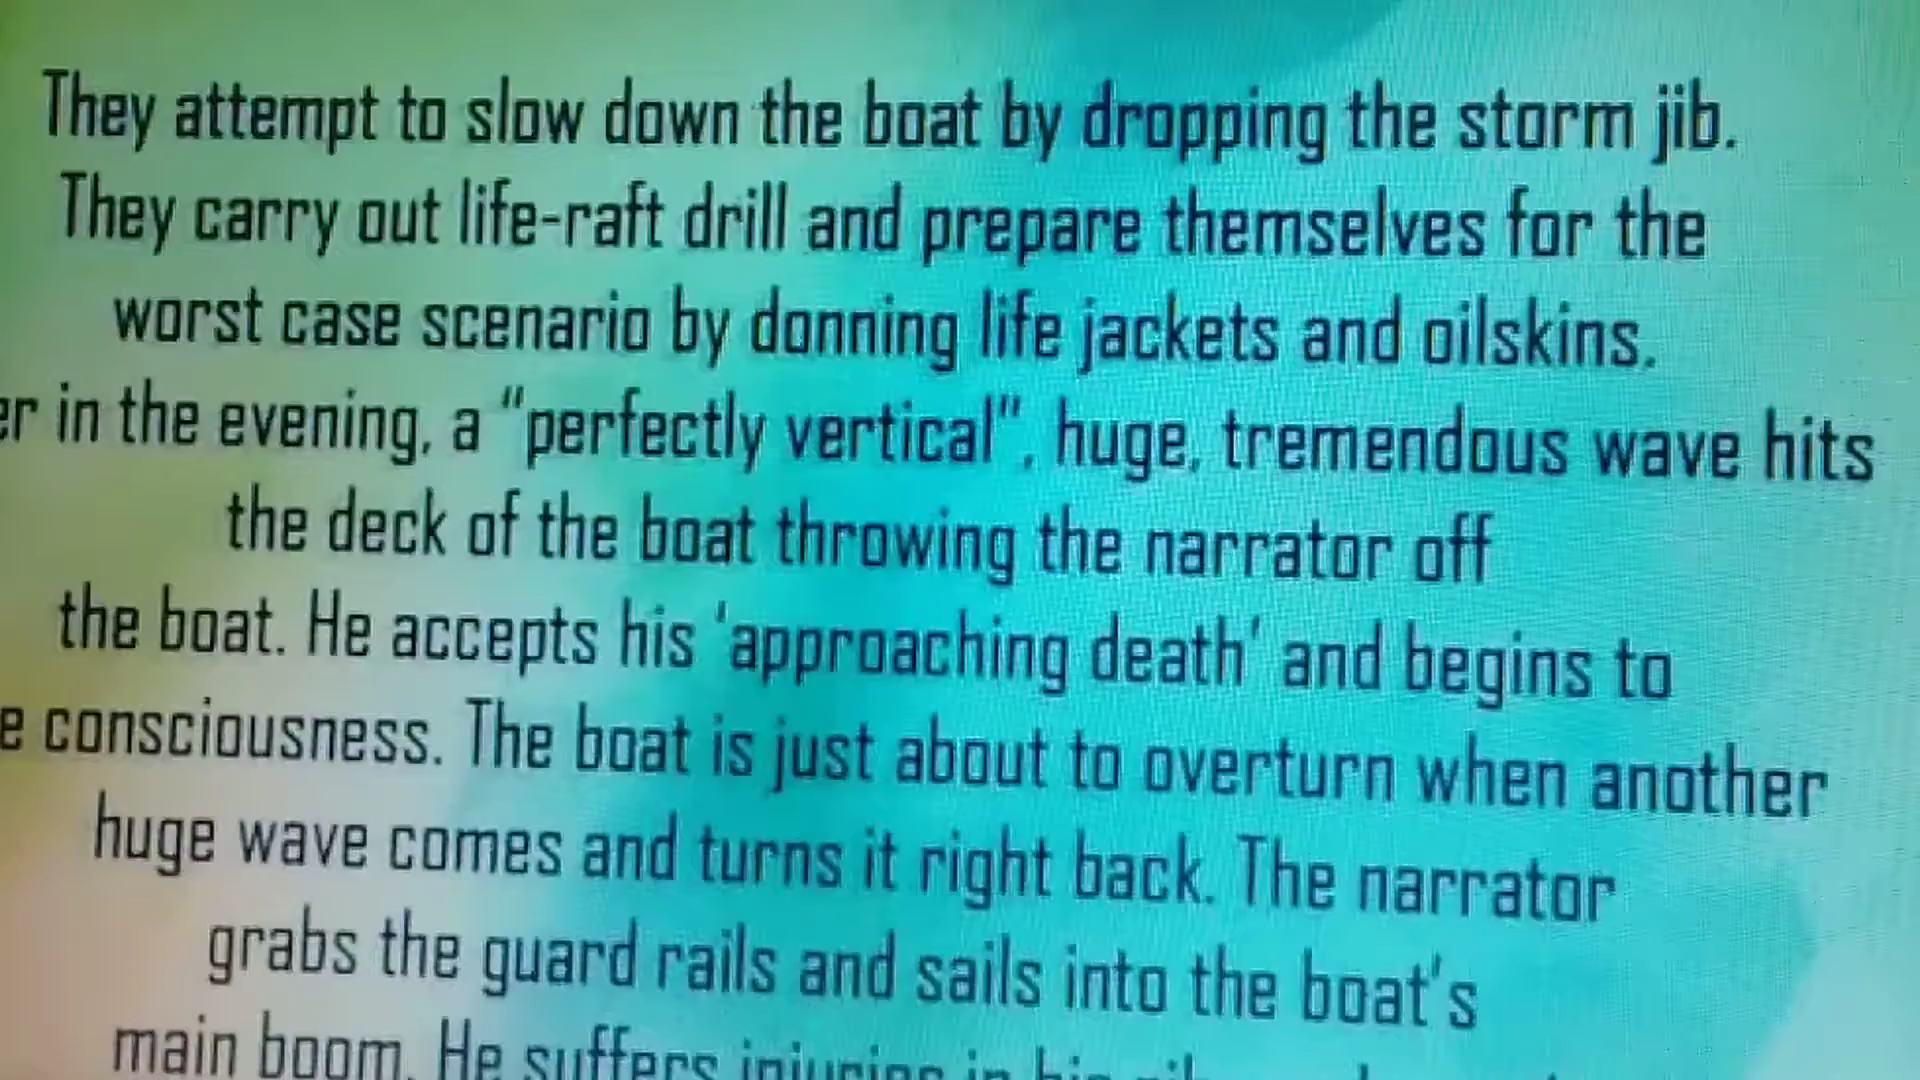 They attempt to slow down the boat by dropping the storm jib.
They carry out life-raft drill and prepare themselves for the
worst case scenario by donning life jackets and oilskins.
in the evening, a "perfectly vertical", huge, tremendous wave hits
the deck of the boat throwing the narrator off
the boat. He accepts his 'approaching death' and begins to
consciousness. The boat is just about to overturn when another
huge wave comes and turns it right back. The narrator
grabs the guard rails and sails into the boat's
main boom. He suffers injuries in his